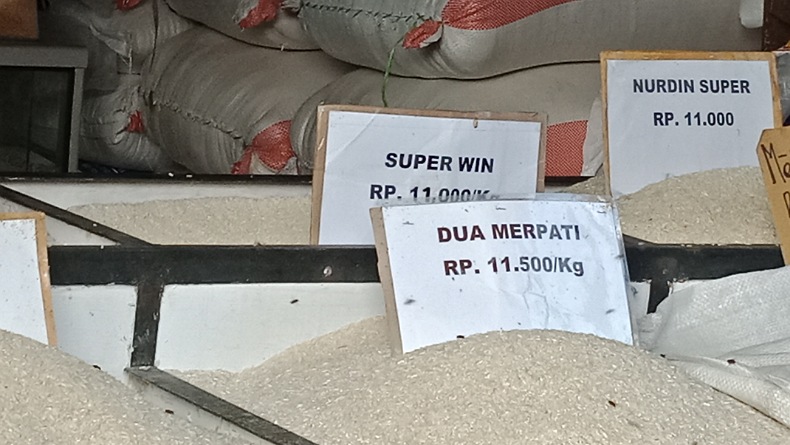 NURDIN SUPER
RP. 11.000
SUPER WIN
RP. 11.000/Kg
DUA MERPATI
RP. 11.500/Kg